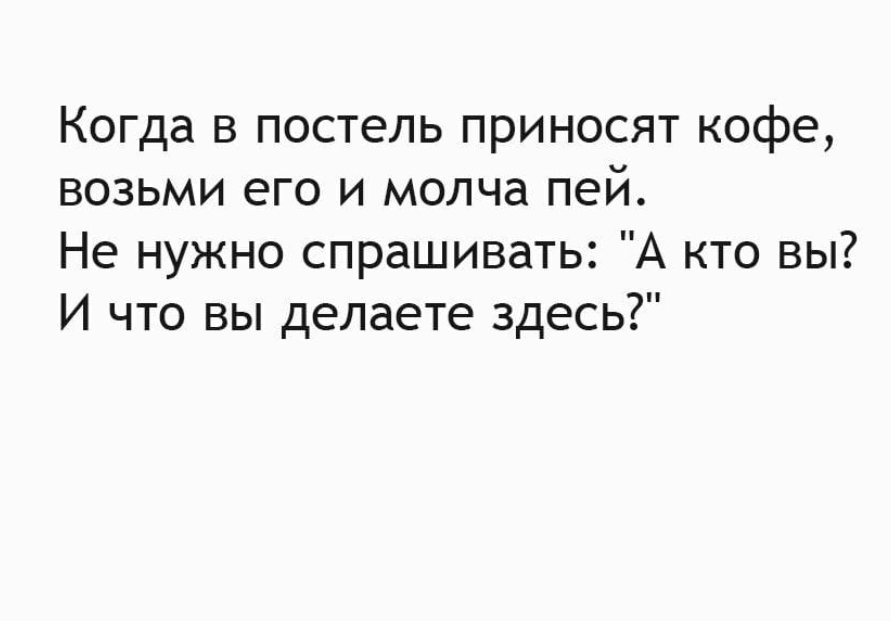 Когда в постель приносят кофе,
возьми его и молча пей.
Не нужно спрашивать: "А кто вы?
И что вы делаете здесь?"